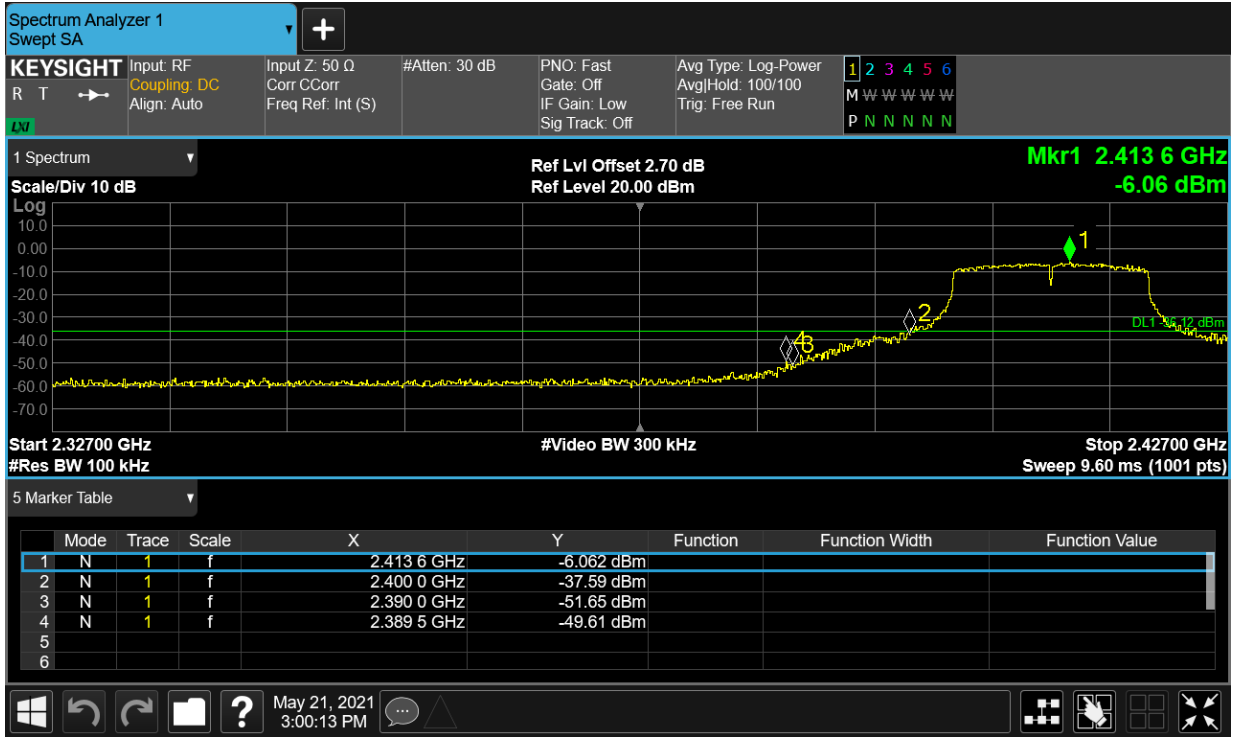 Spectrum Analyzer 1
Swept SA
KEYSIGHT
R T
LXI
Input: RF
Coupling: DC
Align: Auto
Input Z: 50 Ω
Corr CCorr
Freq Ref: Int (S)
#Atten: 30 dB
PNO: Fast
Gate: Off
IF Gain: Low
Sig Track: Off
Avg Type: Log-Power
Avg|Hold: 100/100
Trig: Free Run
1 2 3 4 5 6
M W W W W W
P N N N N N
1 Spectrum
Scale/Div 10 dB
Ref Lvl Offset 2.70 dB
Ref Level 20.00 dBm
Mkr1 2.413 6 GHz
-6.06 dBm
Log
10.0
0.00
-10.0
-20.0
-30.0
-40.0
-50.0
-60.0
-70.0
1
2
4
3
DL1 -36.12 dBm
Start 2.32700 GHz
#Res BW 100 kHz
#Video BW 300 kHz
Stop 2.42700 GHz
Sweep 9.60 ms (1001 pts)
5 Marker Table
Mode Trace Scale X Y Function Function Width Function Value
1 N 1 f 2.413 6 GHz -6.062 dBm
2 N 1 f 2.400 0 GHz -37.59 dBm
3 N 1 f 2.390 0 GHz -51.65 dBm
4 N 1 f 2.389 5 GHz -49.61 dBm
5
6
?
May 21, 2021
3:00:13 PM